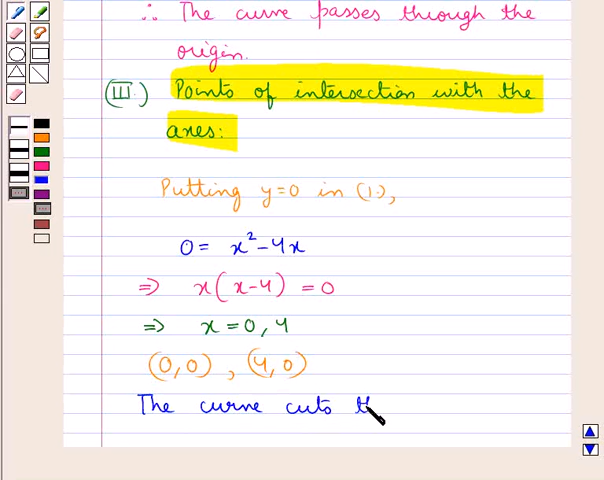 ∴ The curve passes through the
origin.
(III.) Points of intersection with the
axes:
Putting y=0 in (1.),
0 = x² - 4x
⇒ x(x-4) = 0
⇒ x = 0, 4
(0,0), (4,0)
The curve cuts th